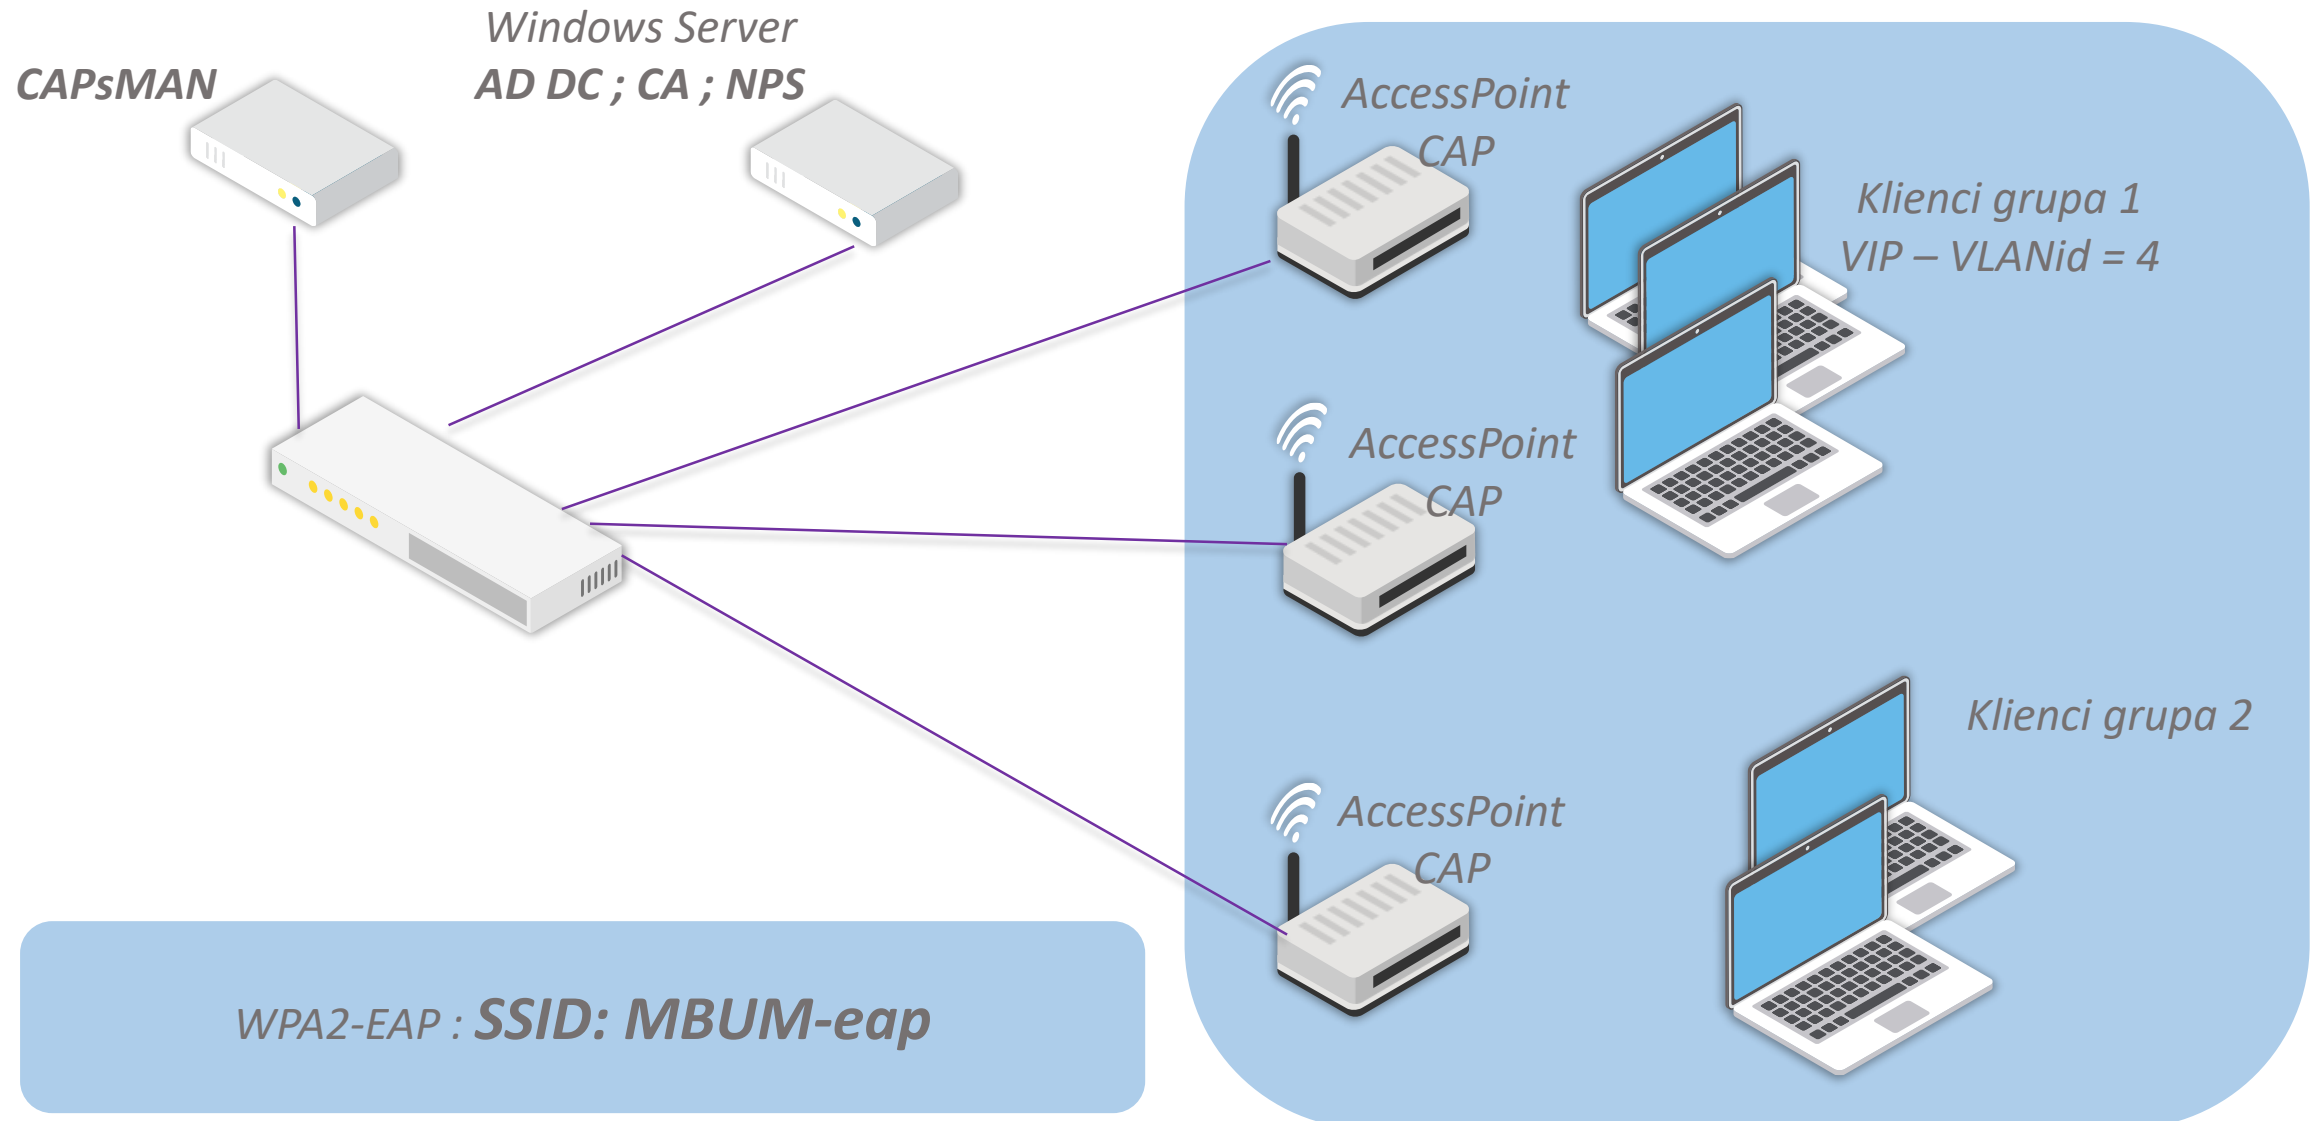 CAPsMAN
Windows Server
AD DC ; CA ; NPS
AccessPoint
CAP
Klienci grupa 1
VIP – VLANid = 4
AccessPoint
CAP
Klienci grupa 2
AccessPoint
CAP
WPA2-EAP : SSID: MBUM-eap